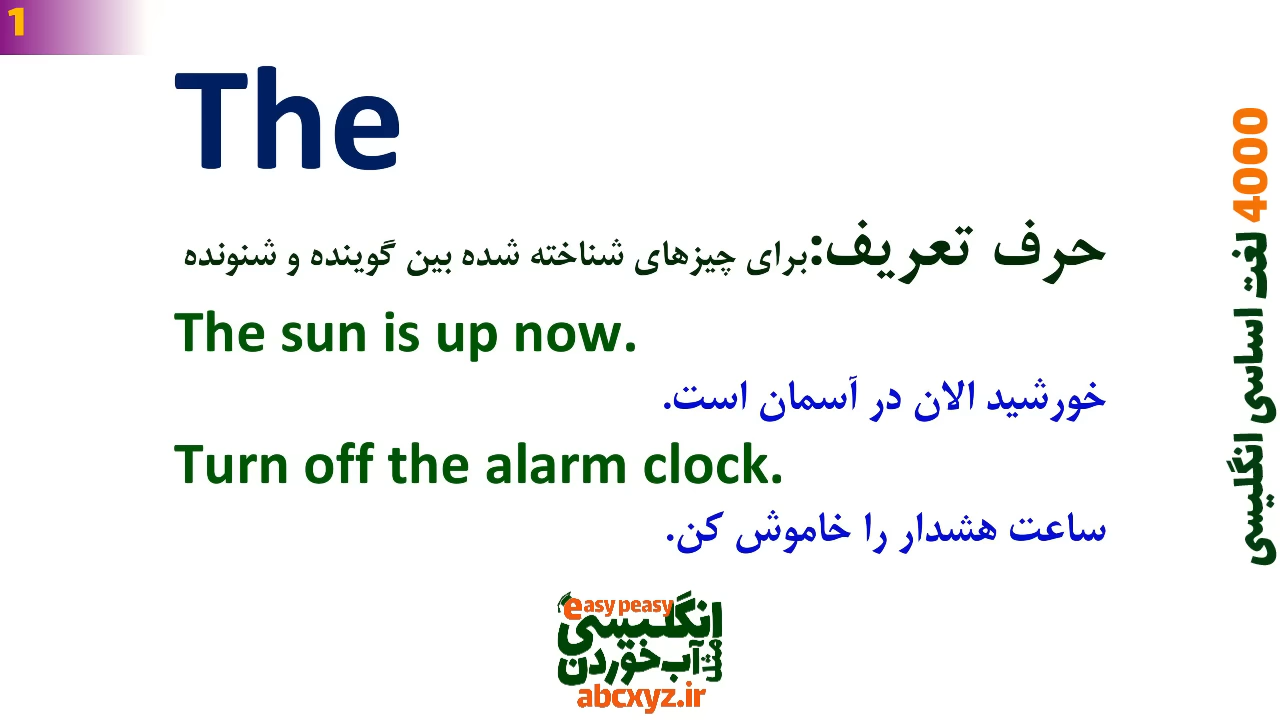 1
The
حرف تعریف:برای چیزهای شناخته شده بین گوینده و شنونده
The sun is up now.
خورشید الان در آسمان است.
Turn off the alarm clock.
ساعت هشدار را خاموش کن.
4000 لغت اساسی انگلیسی
easy peasy
انگلیسی
مثل آب خوردن
abcxyz.ir